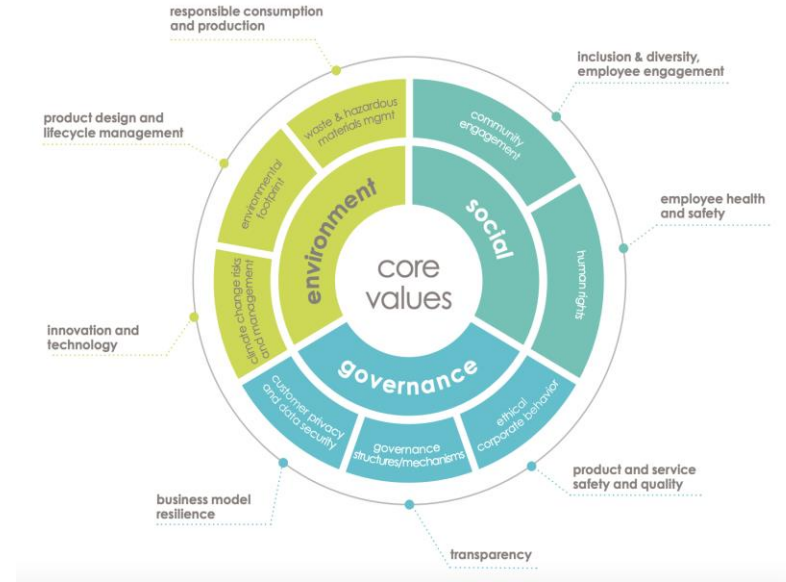 responsible consumption
and production
inclusion & diversity,
employee engagement
product design and
lifecycle management
waste & hazardous
materials mgmt
community
engagement
environmental
footprint
environment
social
employee health
and safety
core
values
human rights
climate change risks
and management
innovation and
technology
governance
customer privacy
and data security
governance
structures/mechanisms
ethical
corporate behavior
product and service
safety and quality
business model
resilience
transparency